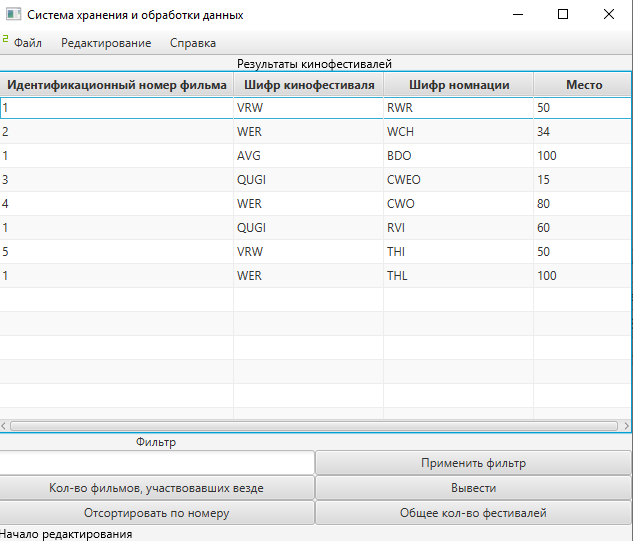 Система хранения и обработки данных
Файл Редактирование Справка
Результаты кинофестивалей
Идентификационный номер фильма Шифр кинофестиваля Шифр номнации Место
1 VRW RWR 50
2 WER WCH 34
1 AVG BDO 100
3 QUGI CWEO 15
4 WER CWO 80
1 QUGI RVI 60
5 VRW THI 50
1 WER THL 100
Фильтр
Применить фильтр
Кол-во фильмов, участвовавших везде Вывести
Отсортировать по номеру Общее кол-во фестивалей
Начало редактирования